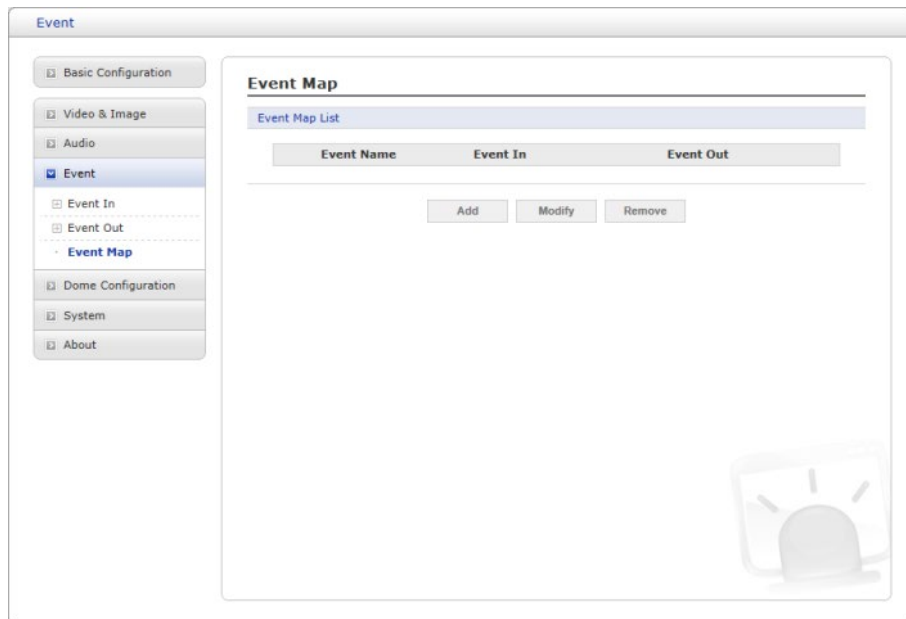 Event
Basic Configuration
Video & Image
Audio
Event
Event In
Event Out
Event Map
Dome Configuration
System
About
Event Map
Event Map List
Event Name Event In Event Out
Add Modify Remove